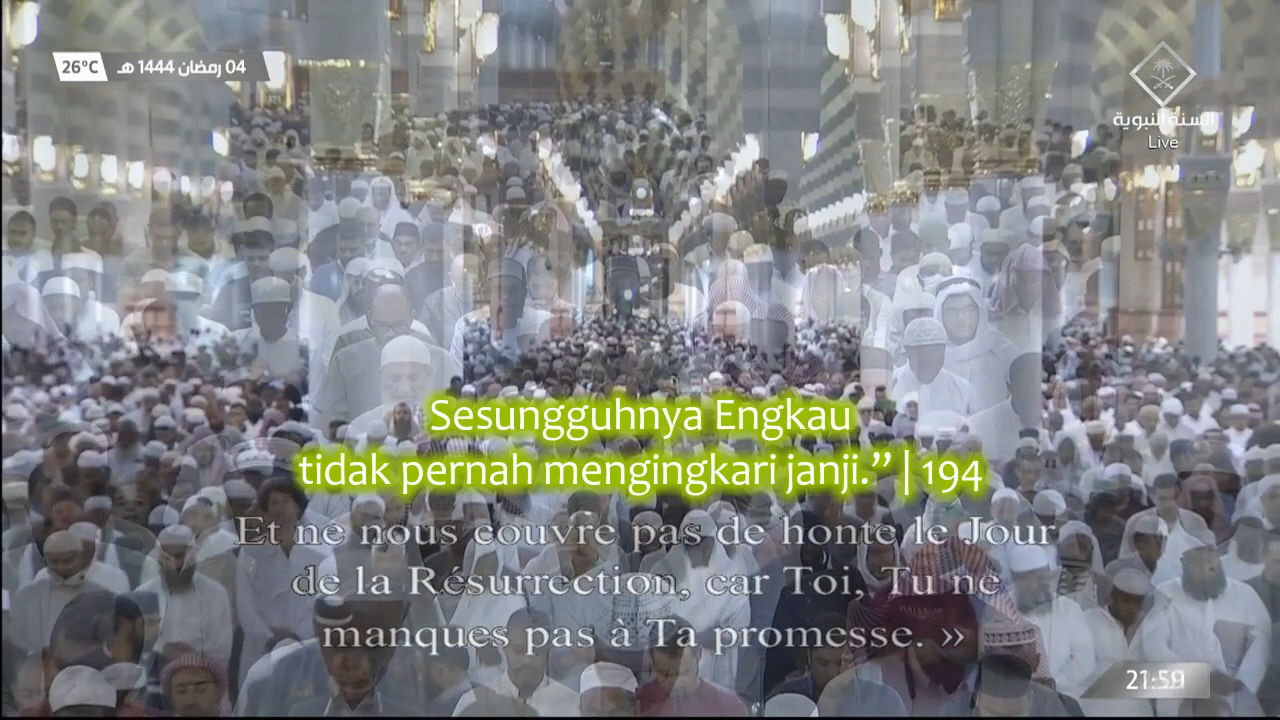 26°C 04 رمضان 1444 هـ
السنة النبوية
Live
Sesungguhnya Engkau
tidak pernah mengingkari janji.” | 194
Et ne nous couvre pas de honte le Jour
de la Résurrection, car Toi, Tu ne
manques pas à Ta promesse. »
21:59